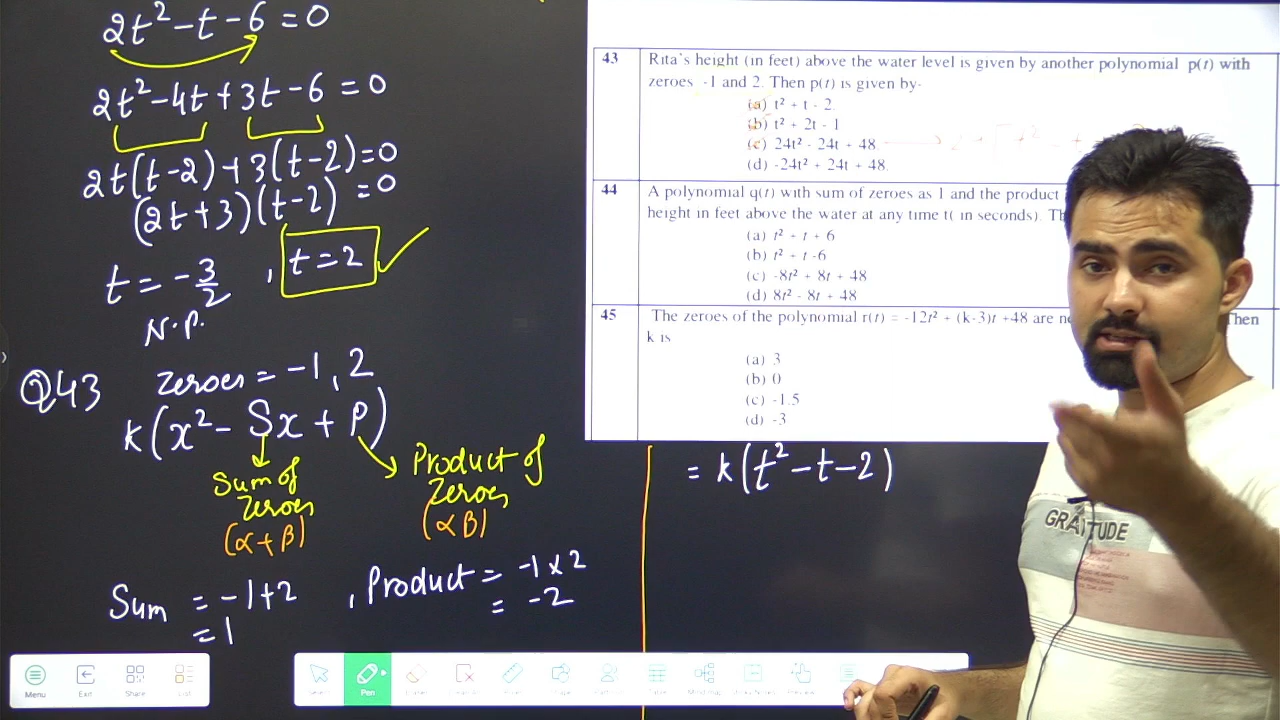 2t² - t - 6 = 0
2t² - 4t + 3t - 6 = 0
2t(t-2) + 3(t-2) = 0
(2t+3)(t-2) = 0
t = -3/2 , t = 2
N.P.
Q43 Zeroes = -1, 2
k(x² - Sx + P)
Sum of Zeroes (α+β)
Product of Zeroes (αβ)
Sum = -1+2 , Product = -1×2
= 1 = -2
43 Rita's height (in feet) above the water level is given by another polynomial p(t) with
zeroes -1 and 2. Then p(t) is given by-
(a) t² + t - 2.
(b) t² + 2t - 1
(c) 24t² - 24t + 48
(d) -24t² + 24t + 48.
44 A polynomial q(t) with sum of zeroes as 1 and the product
height in feet above the water at any time t( in seconds).
(a) t² + t + 6
(b) t² + t -6
(c) -8t² + 8t + 48
(d) 8t² - 8t + 48
45 The zeroes of the polynomial r(t) = -12t² + (k-3)t +48 are Then
k is
(a) 3
(b) 0
(c) -1.5
(d) -3
= k(t² - t - 2)
GRATITUDE
Menu Exit Share Pen